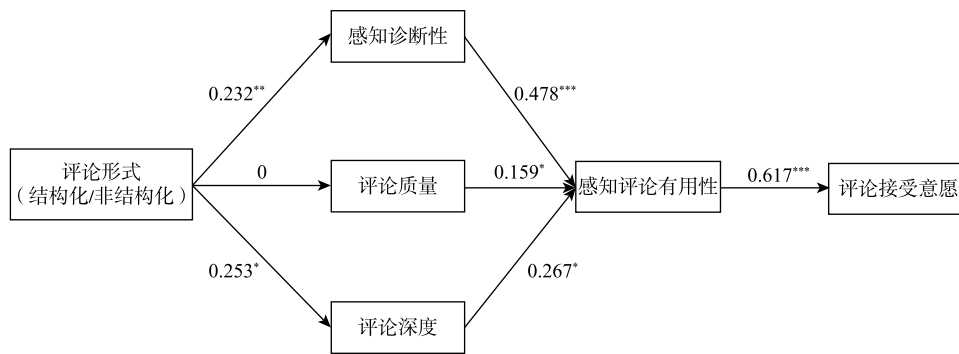 感知诊断性
0.232**
0.478***
评论形式
（结构化/非结构化）
0
评论质量
0.159*
感知评论有用性
0.617***
评论接受意愿
0.253*
0.267*
评论深度